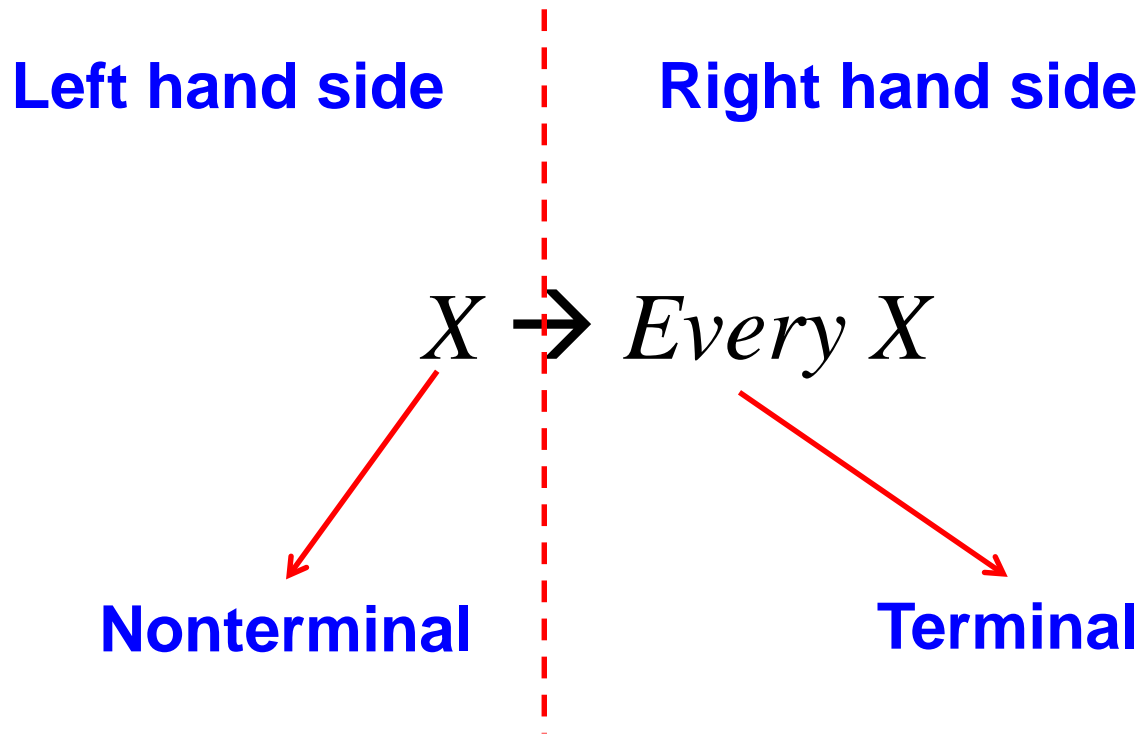 Left hand side Right hand side
X → Every X
Nonterminal Terminal